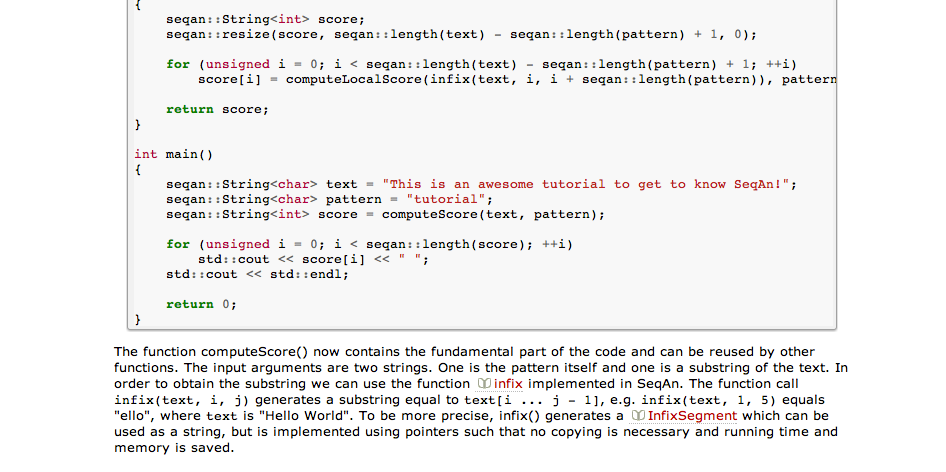 {
    seqan::String<int> score;
    seqan::resize(score, seqan::length(text) - seqan::length(pattern) + 1, 0);
    for (unsigned i = 0; i < seqan::length(text) - seqan::length(pattern) + 1; ++i)
        score[i] = computeLocalScore(infix(text, i, i + seqan::length(pattern)), pattern
    return score;
}
int main()
{
    seqan::String<char> text = "This is an awesome tutorial to get to know SeqAn!";
    seqan::String<char> pattern = "tutorial";
    seqan::String<int> score = computeScore(text, pattern);
    for (unsigned i = 0; i < seqan::length(score); ++i)
        std::cout << score[i] << " ";
    std::cout << std::endl;
    return 0;
}
The function computeScore() now contains the fundamental part of the code and can be reused by other
functions. The input arguments are two strings. One is the pattern itself and one is a substring of the text. In
order to obtain the substring we can use the function infix implemented in SeqAn. The function call
infix(text, i, j) generates a substring equal to text[i ... j - 1], e.g. infix(text, 1, 5) equals
"ello", where text is "Hello World". To be more precise, infix() generates a InfixSegment which can be
used as a string, but is implemented using pointers such that no copying is necessary and running time and
memory is saved.